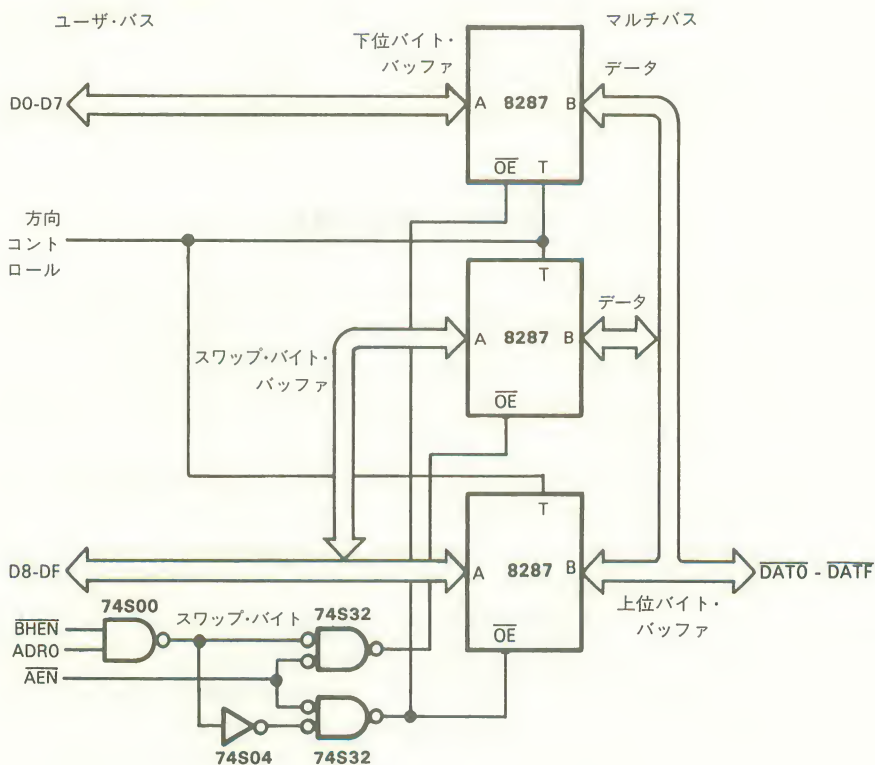 ユーザ・バス
マルチバス
下位バイト・
バッファ
データ
D0-D7
A 8287 B
OE T
方向
コント
ロール
T
データ
スワップ・バイト・
バッファ
A 8287 B
OE
T
D8-DF
A 8287 B
DAT0 - DATF
74S00
スワップ・バイト
74S32
OE
上位バイト・
バッファ
BHEN
ADR0
AEN
74S04
74S32